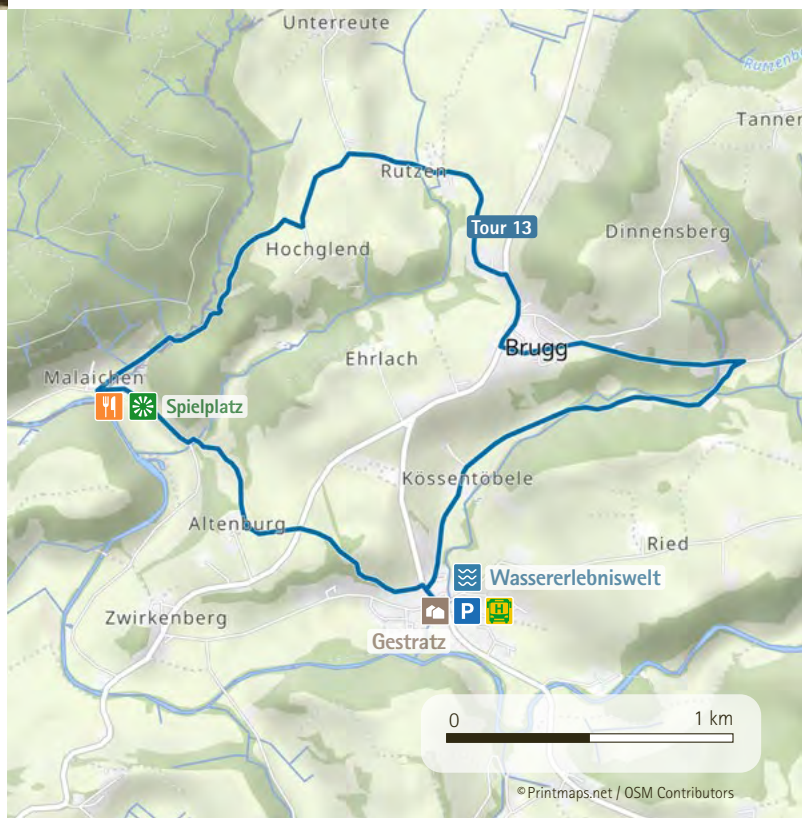 Unterreute
Tanner
Rutzen
Tour 13
Dinnensberg
Hochglend
Brugg
Ehrlach
Malaichen
Spielplatz
Kössentöbele
Altenburg
Ried
Wassererlebniswelt
Zwirkenberg
P
H
Gestratz
0 1 km
©Printmaps.net / OSM Contributors